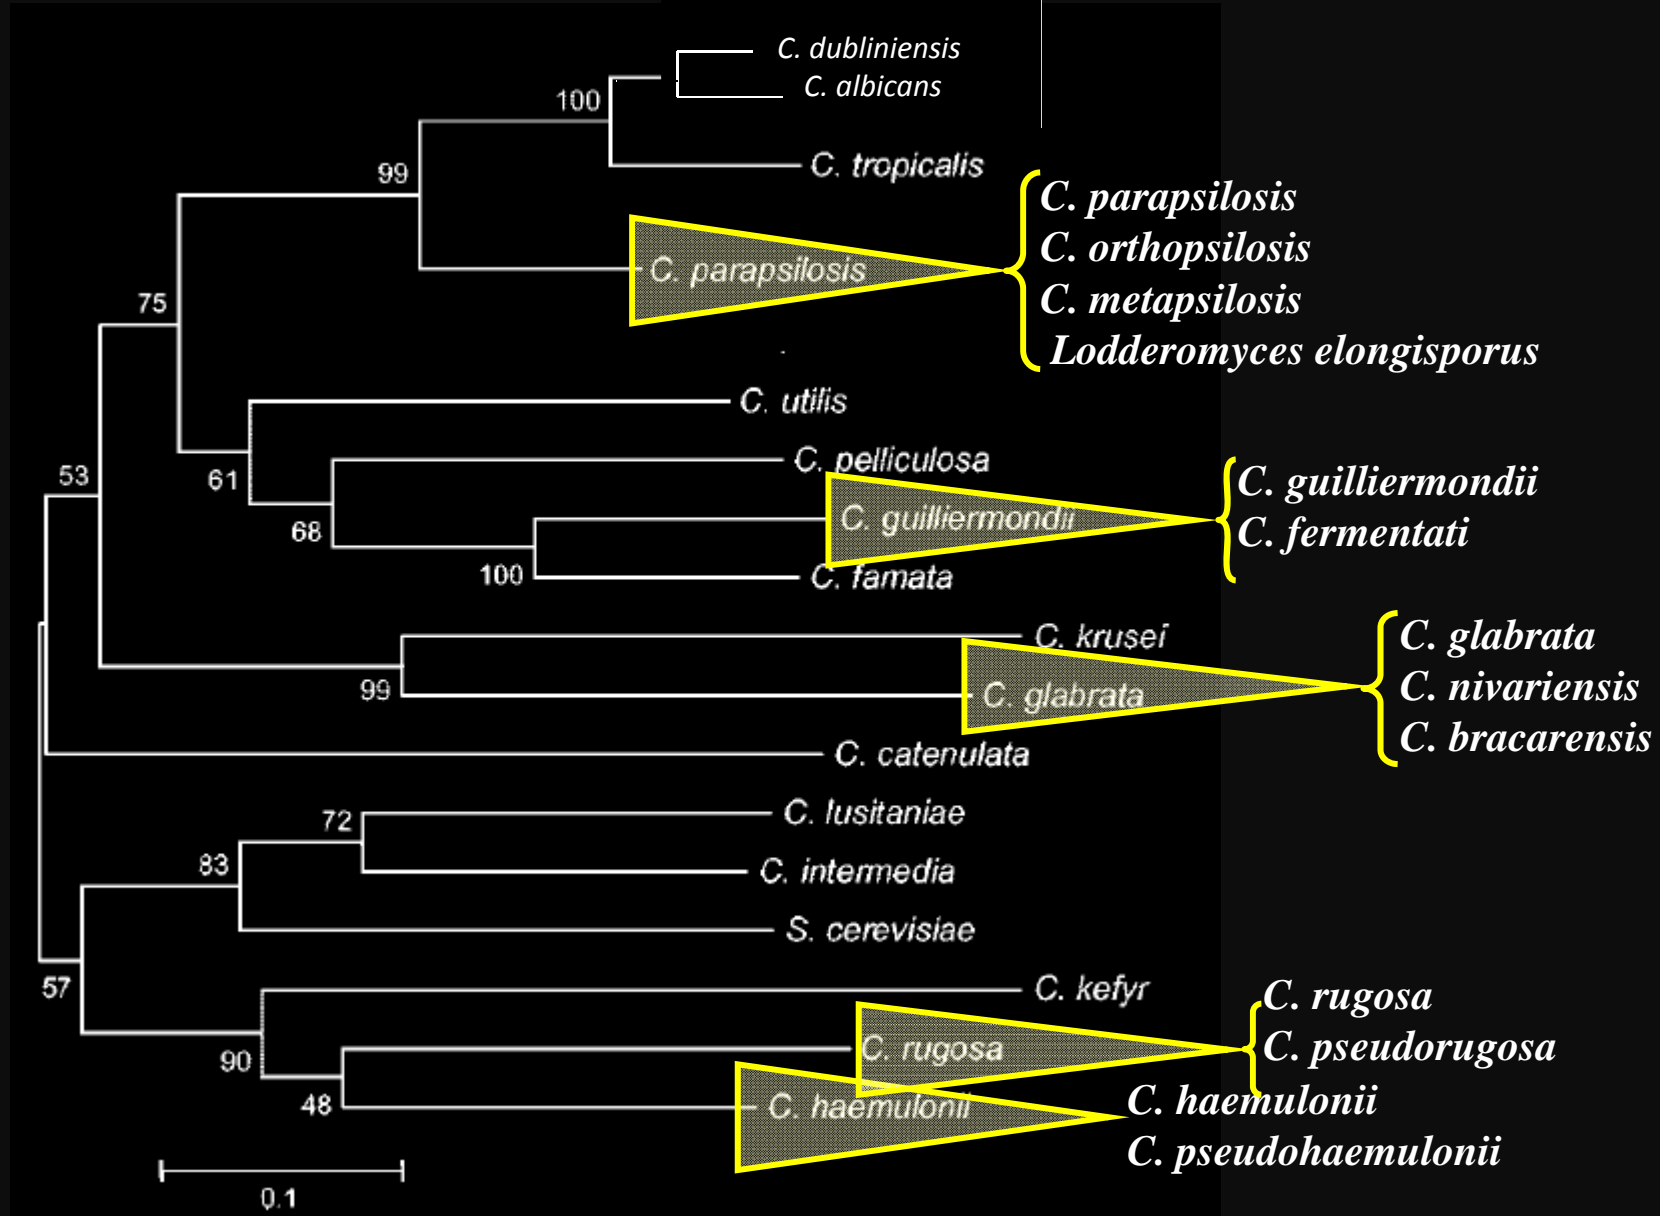 C. dubliniensis
C. albicans
100
C. tropicalis
99
C. parapsilosis
C. parapsilosis
C. orthopsilosis
C. metapsilosis
Lodderomyces elongisporus
75
C. utilis
61
C. pelliculosa
53
68
C. guilliermondii
C. guilliermondii
C. fermentati
100
C. famata
C. krusei
99
C. glabrata
C. glabrata
C. nivariensis
C. bracarensis
C. catenulata
72
C. lusitaniae
83
C. intermedia
S. cerevisiae
57
C. kefyr
90
C. rugosa
C. rugosa
C. pseudorugosa
48
C. haemulonii
C. haemulonii
C. pseudohaemulonii
0.1